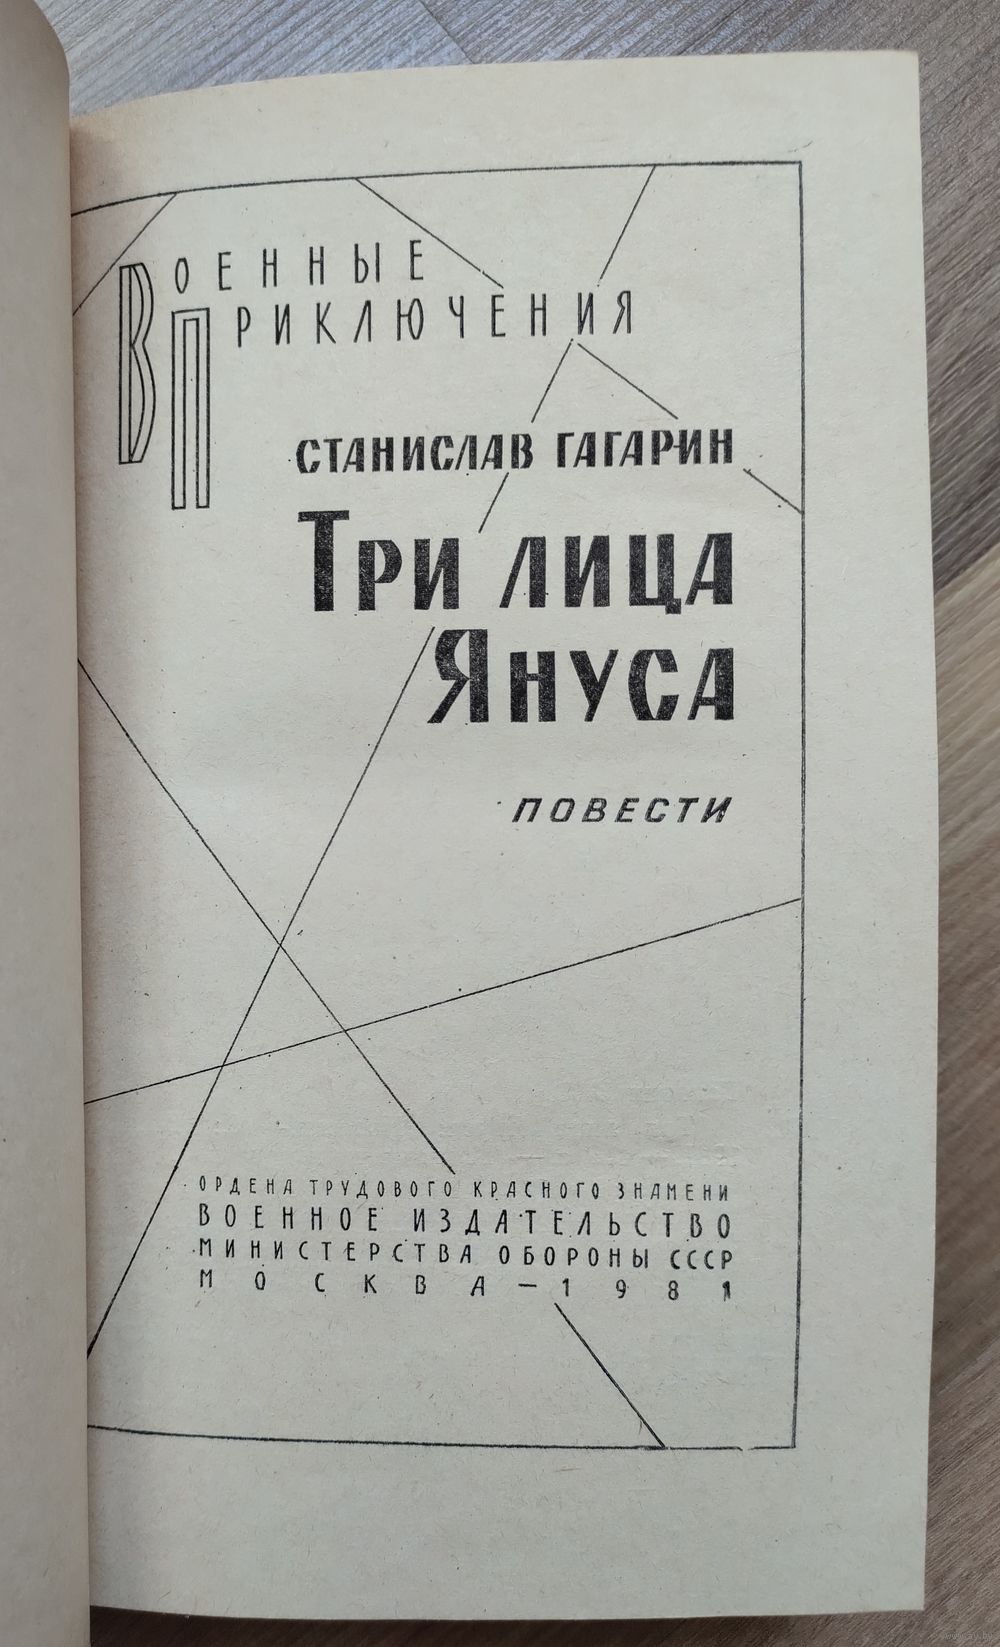 ВОЕННЫЕ
ПРИКЛЮЧЕНИЯ
СТАНИСЛАВ ГАГАРИН
ТРИ ЛИЦА
ЯНУСА
ПОВЕСТИ
ОРДЕНА ТРУДОВОГО КРАСНОГО ЗНАМЕНИ
ВОЕННОЕ ИЗДАТЕЛЬСТВО
МИНИСТЕРСТВА ОБОРОНЫ СССР
МОСКВА — 1981